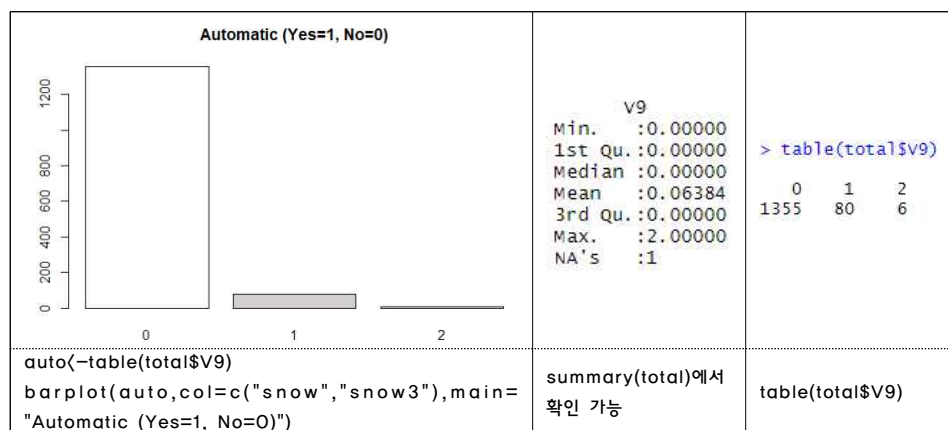 Automatic (Yes=1, No=0)
1200
800
600
400
200
0
0 1 2
V9
Min. :0.00000
1st Qu.:0.00000
Median :0.00000
Mean :0.06384
3rd Qu.:0.00000
Max. :2.00000
NA's :1
> table(total$V9)
0 1 2
1355 80 6
auto<-table(total$V9)
barplot(auto,col=c("snow","snow3"),main=
"Automatic (Yes=1, No=0)")
summary(total)에서
확인 가능
table(total$V9)